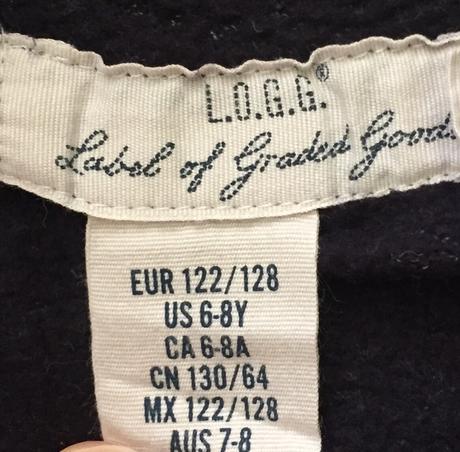 L.O.G.G.®
Label of Graded Goods
EUR 122/128
US 6-8Y
CA 6-8A
CN 130/64
MX 122/128
AUS 7-8